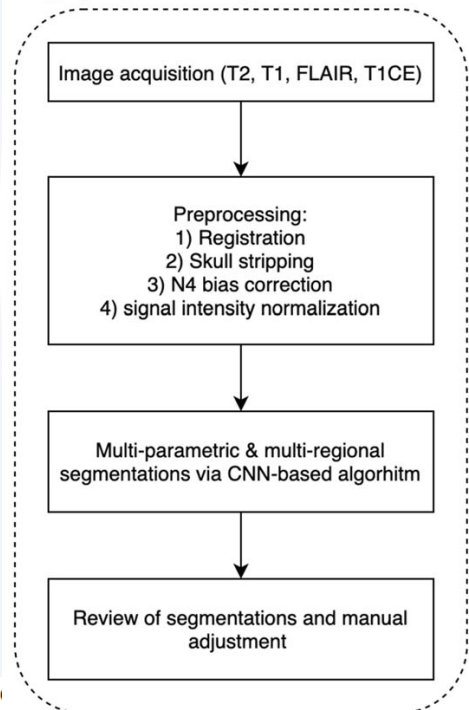 Image acquisition (T2, T1, FLAIR, T1CE)
Preprocessing:
1) Registration
2) Skull stripping
3) N4 bias correction
4) signal intensity normalization
Multi-parametric & multi-regional
segmentations via CNN-based algorhitm
Review of segmentations and manual
adjustment